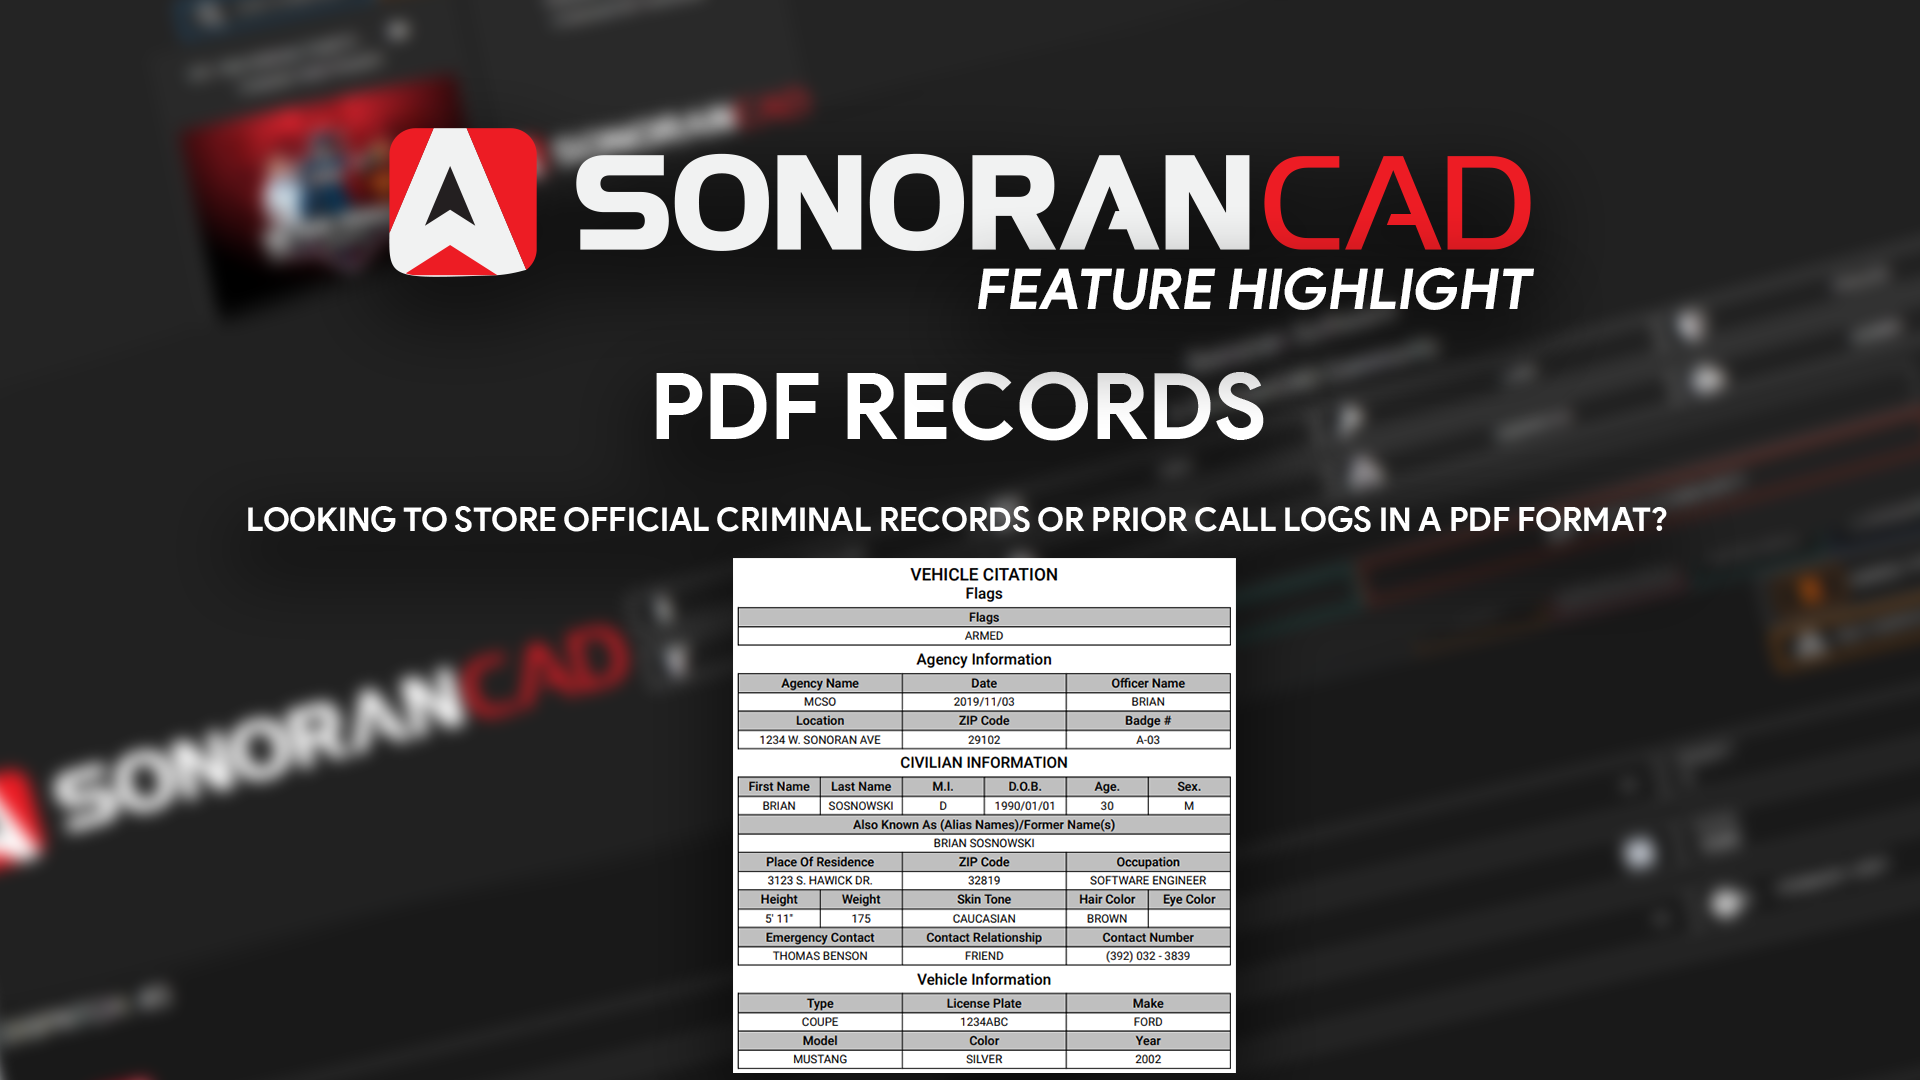 SONORANCAD
FEATURE HIGHLIGHT
PDF RECORDS
LOOKING TO STORE OFFICIAL CRIMINAL RECORDS OR PRIOR CALL LOGS IN A PDF FORMAT?
VEHICLE CITATION
Flags
Flags
ARMED
Agency Information
Agency Name Date Officer Name
MCSO 2019/11/03 BRIAN
Location ZIP Code Badge #
1234 W. SONORAN AVE 29102 A-03
CIVILIAN INFORMATION
First Name Last Name M.I. D.O.B. Age. Sex.
BRIAN SOSNOWSKI D 1990/01/01 30 M
Also Known As (Alias Names)/Former Name(s)
BRIAN SOSNOWSKI
Place Of Residence ZIP Code Occupation
3123 S. HAWICK DR. 32819 SOFTWARE ENGINEER
Height Weight Skin Tone Hair Color Eye Color
5' 11" 175 CAUCASIAN BROWN
Emergency Contact Contact Relationship Contact Number
THOMAS BENSON FRIEND (392) 032 - 3839
Vehicle Information
Type License Plate Make
COUPE 1234ABC FORD
Model Color Year
MUSTANG SILVER 2002
SONORANCAD
SONORANCAD